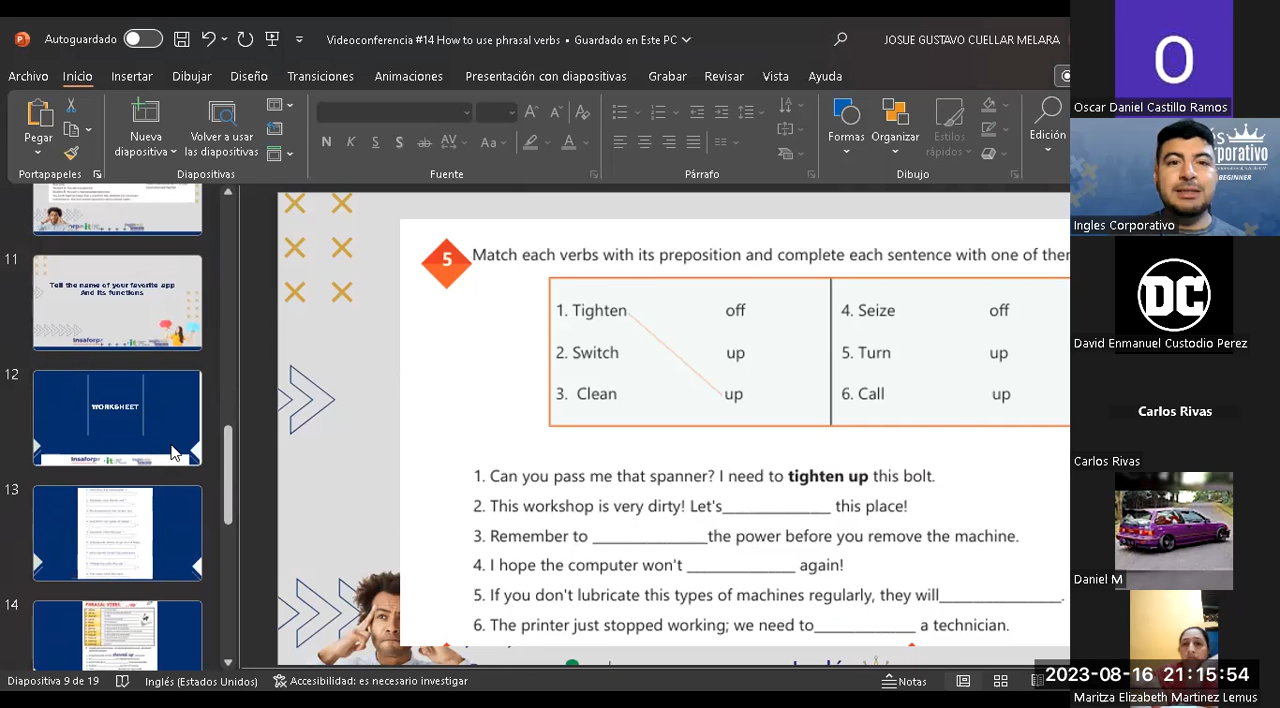 Autoguardado
Videoconferencia #14 How to use phrasal verbs • Guardado en Este PC
JOSUE GUSTAVO CUELLAR MELARA
Archivo Inicio Insertar Dibujar Diseño Transiciones Animaciones Presentación con diapositivas Grabar Revisar Vista Ayuda
Pegar
Nueva diapositiva
Volver a usar las diapositivas
Formas
Organizar
Estilos rápidos
Edición
Portapapeles
Diapositivas
Fuente
Párrafo
Dibujo
11
Tell the name of your favorite app
And its functions
Insaforp
12
WORKSHEET
Insaforp
13
14
PHRASAL VERBS:
5
Match each verbs with its preposition and complete each sentence with one of
1. Tighten off 4. Seize off
2. Switch up 5. Turn up
3. Clean up 6. Call up
1. Can you pass me that spanner? I need to tighten up this bolt.
2. This workshop is very dirty! Let's______________ this place!
3. Remember to ______________the power before you remove the machine.
4. I hope the computer won't ______________ again!
5. If you don't lubricate this types of machines regularly, they will_______________.
6. The primer just stopped working, we need to ______________ a technician.
Diapositiva 9 de 19
Inglés (Estados Unidos)
Accesibilidad: es necesario investigar
Notas
O
Oscar Daniel Castillo Ramos
BEGINNER
Ingles Corporativo
DC
David Enmanuel Custodio Perez
Carlos Rivas
Carlos Rivas
Daniel M
2023-08-16 21:15:54
Maritza Elizabeth Martinez Lemus